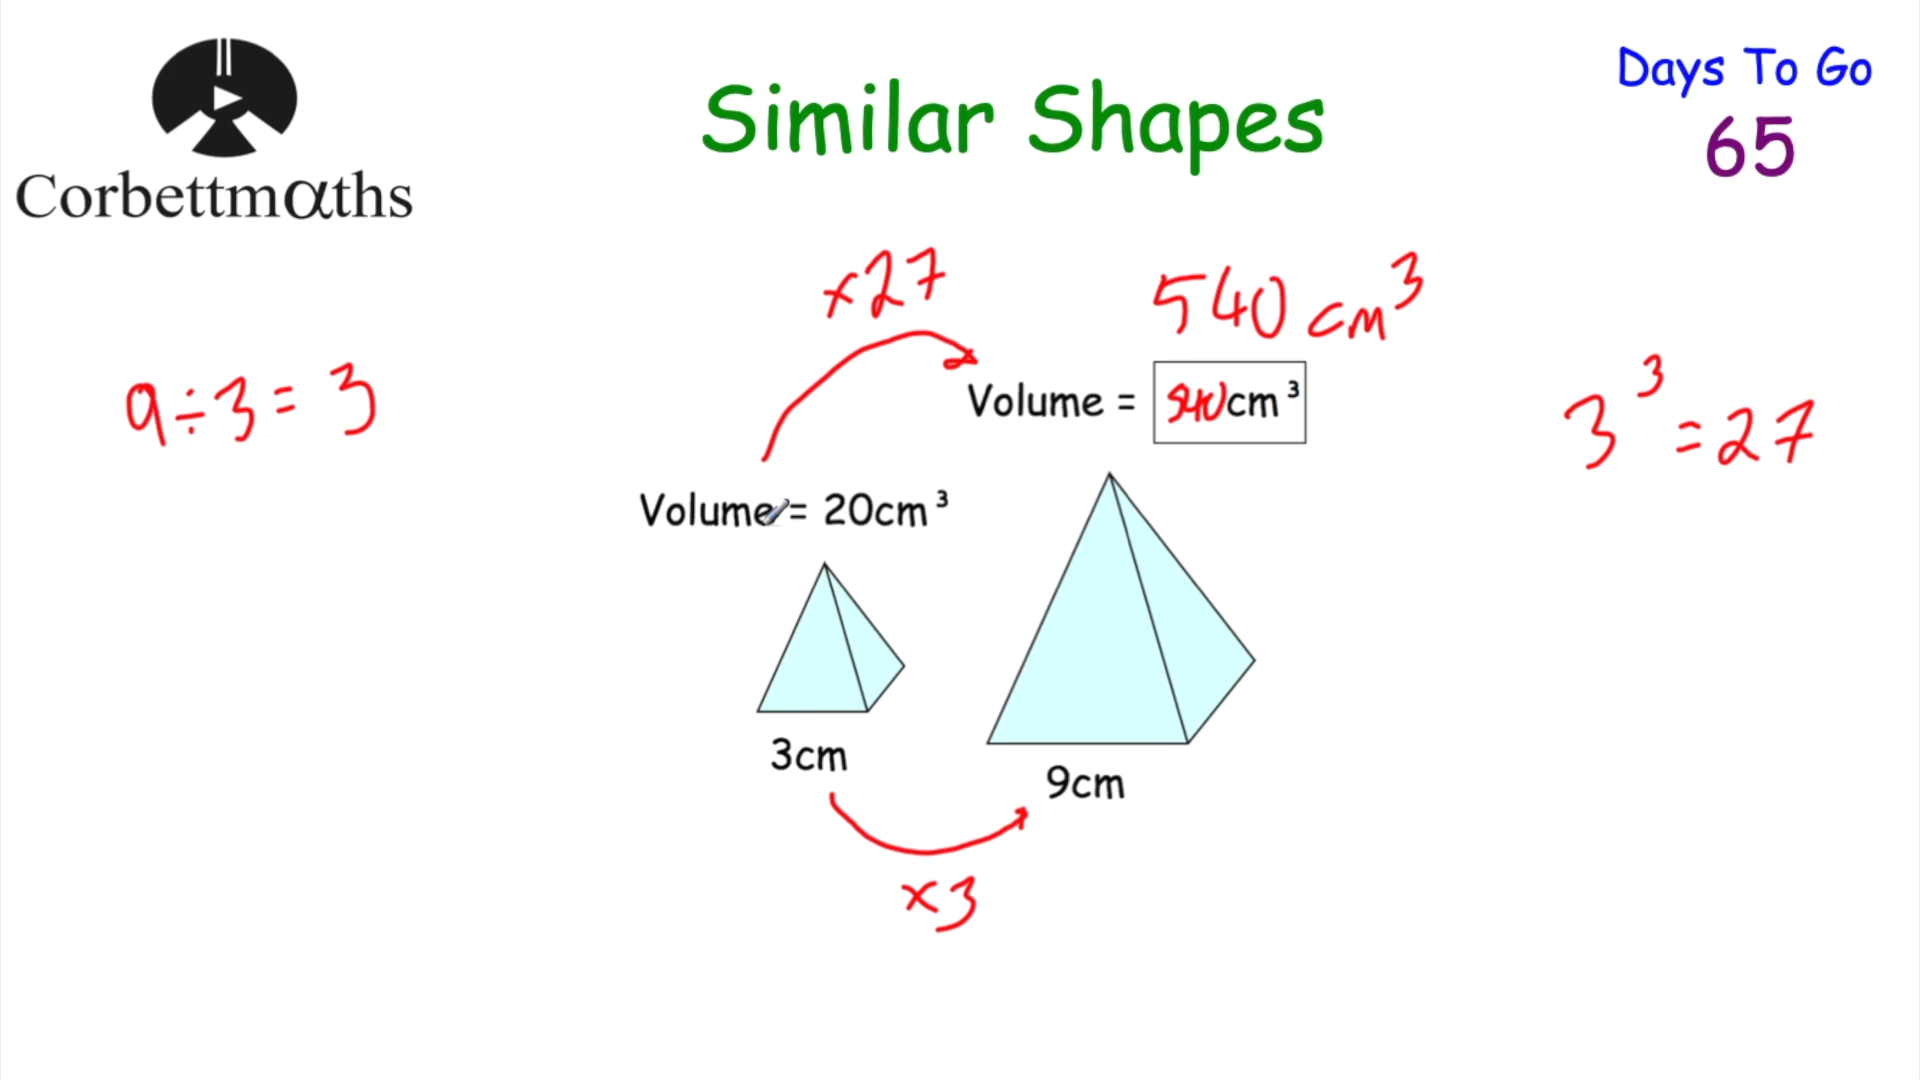 Corbettmαths
Similar Shapes
Days To Go
65
×27
540 cm³
9÷3=3
Volume = 540cm³
3³=27
Volume = 20cm³
3cm
9cm
×3